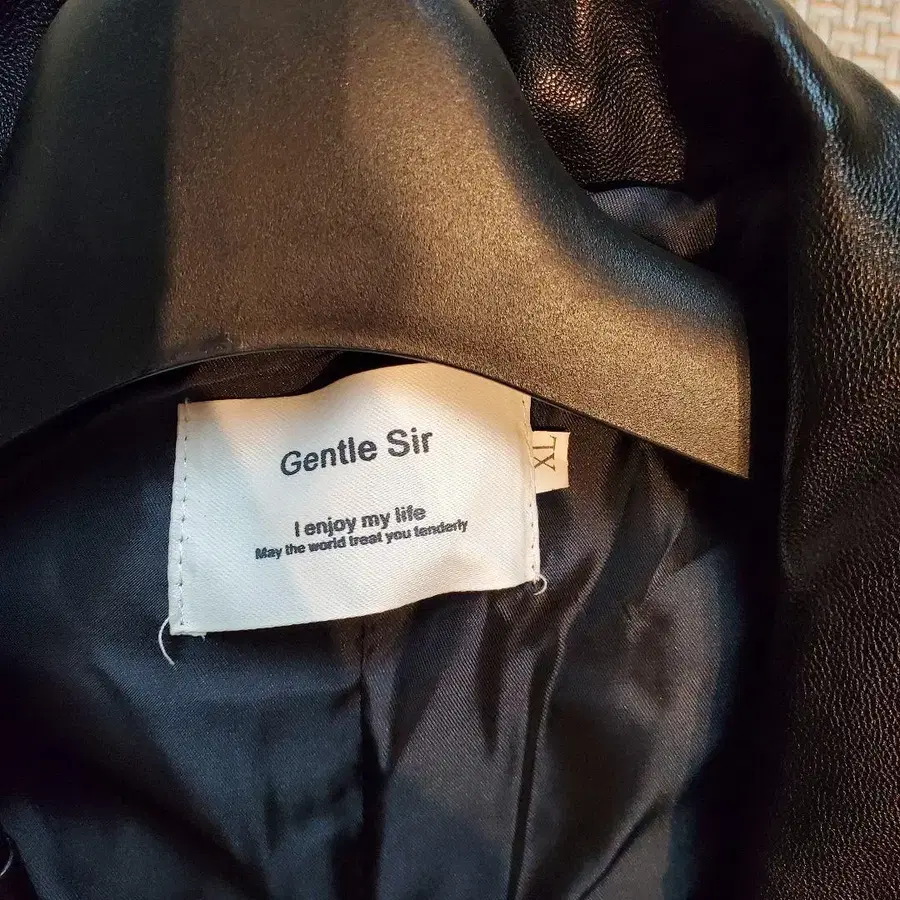 Gentle Sir
XL
I enjoy my life
May the world treat you tenderly